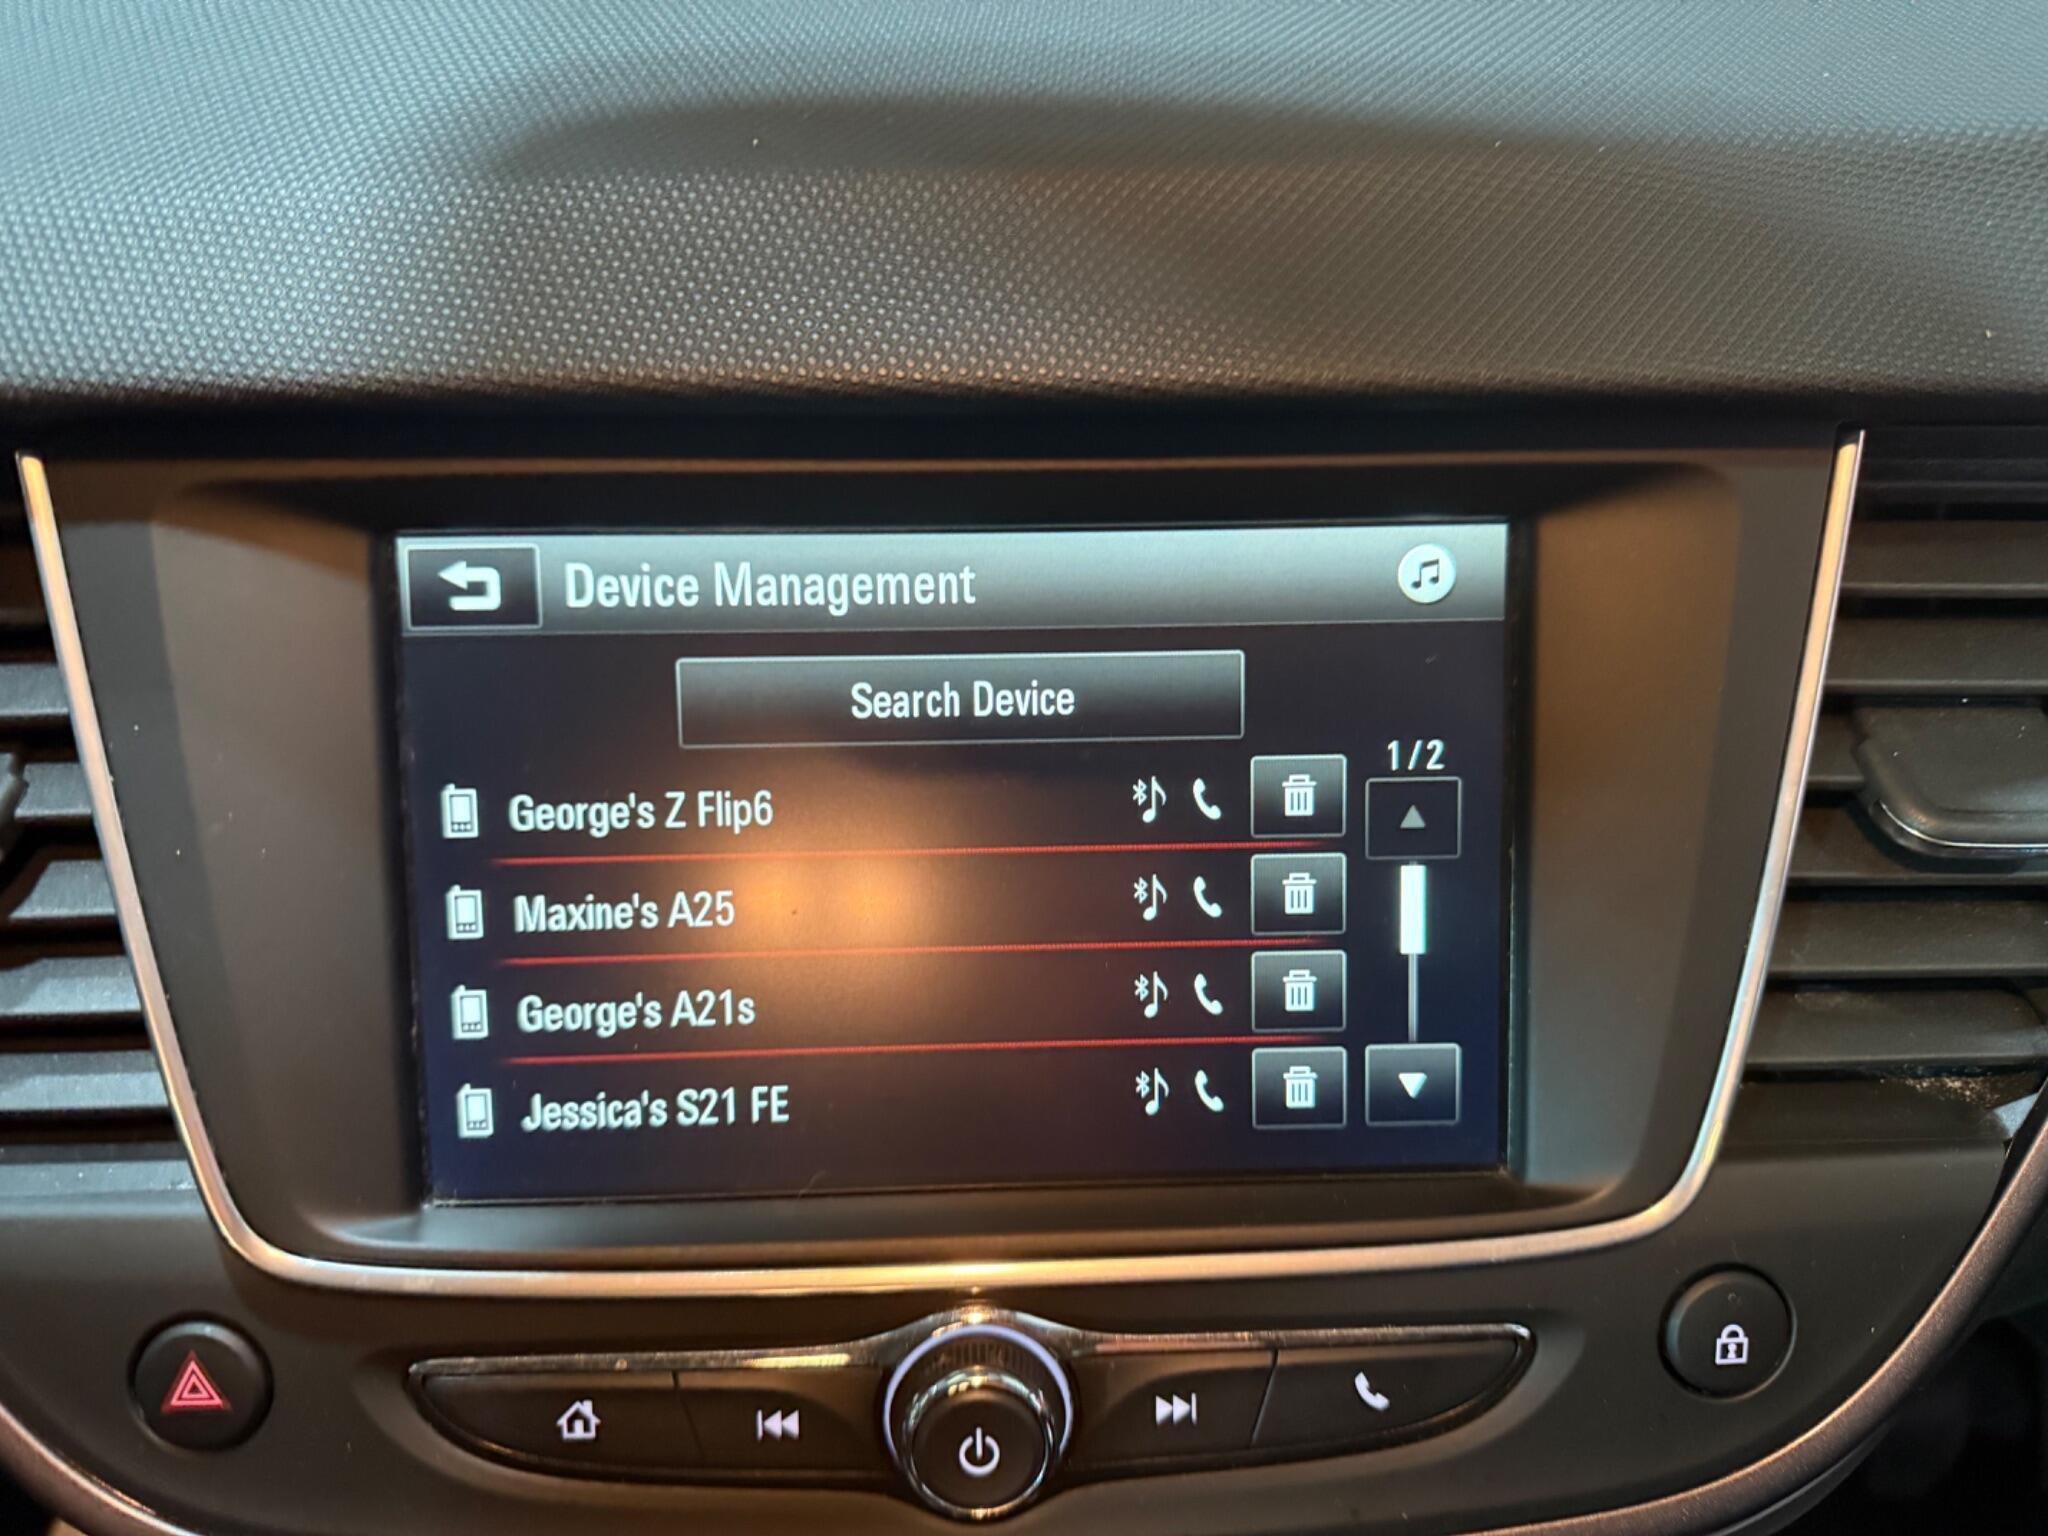 Device Management
Search Device
1/2
George's Z Flip6
Maxine's A25
George's A21s
Jessica's S21 FE